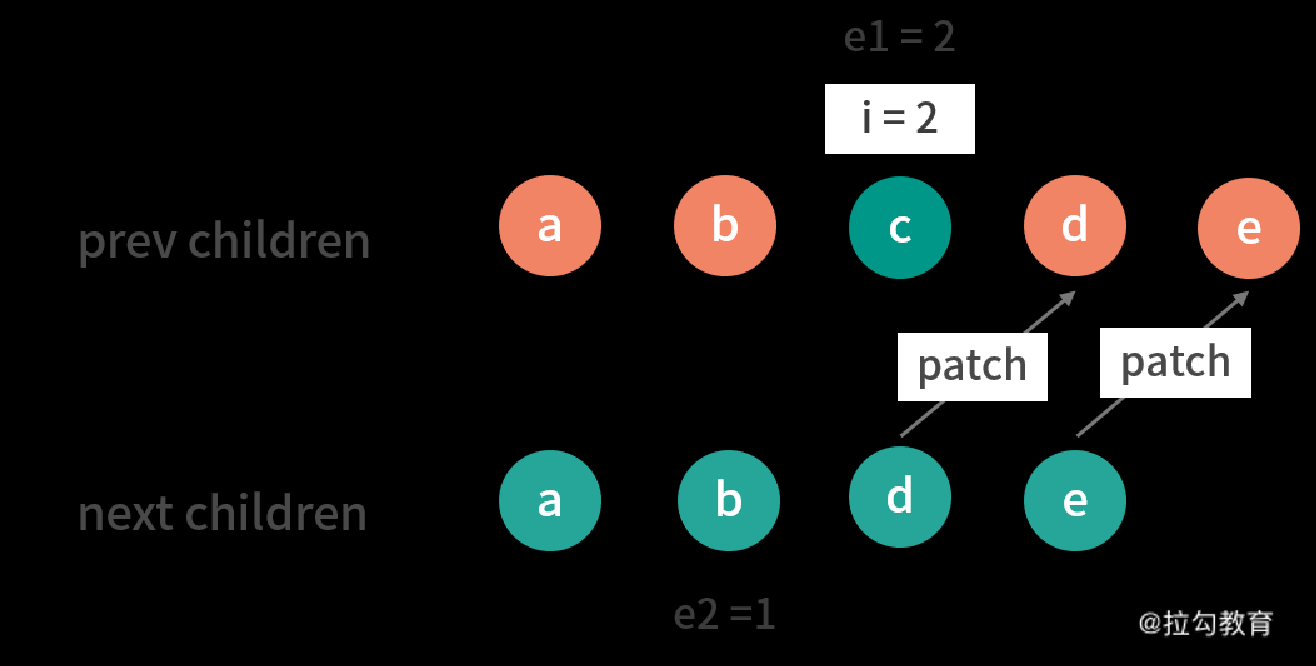 e1 = 2
i = 2
prev children a b c d e
patch patch
next children a b d e
e2 =1
@拉勾教育